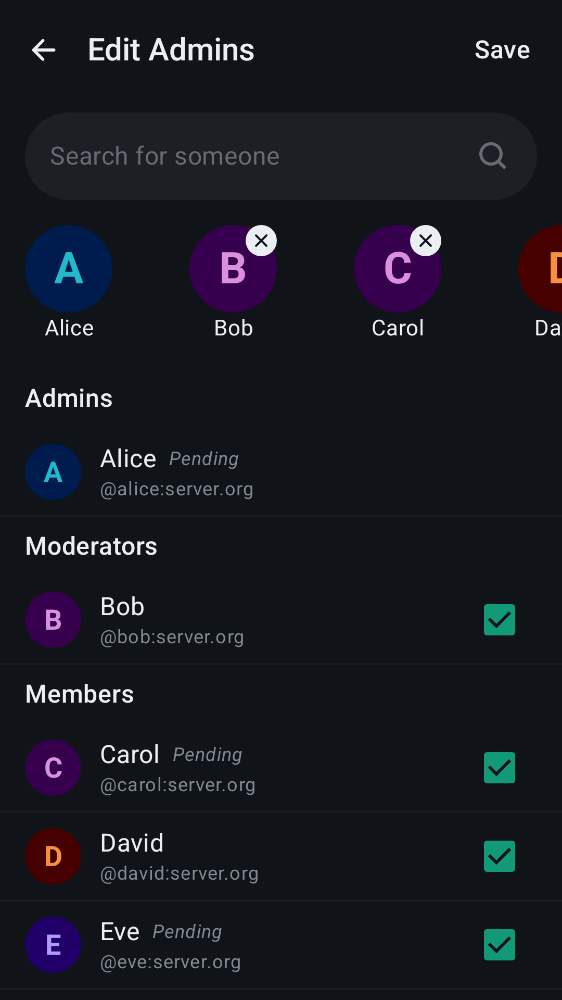 Edit Admins Save
Search for someone
A B C D
Alice Bob Carol Da
Admins
A Alice Pending
@alice:server.org
Moderators
B Bob
@bob:server.org
Members
C Carol Pending
@carol:server.org
D David
@david:server.org
E Eve Pending
@eve:server.org